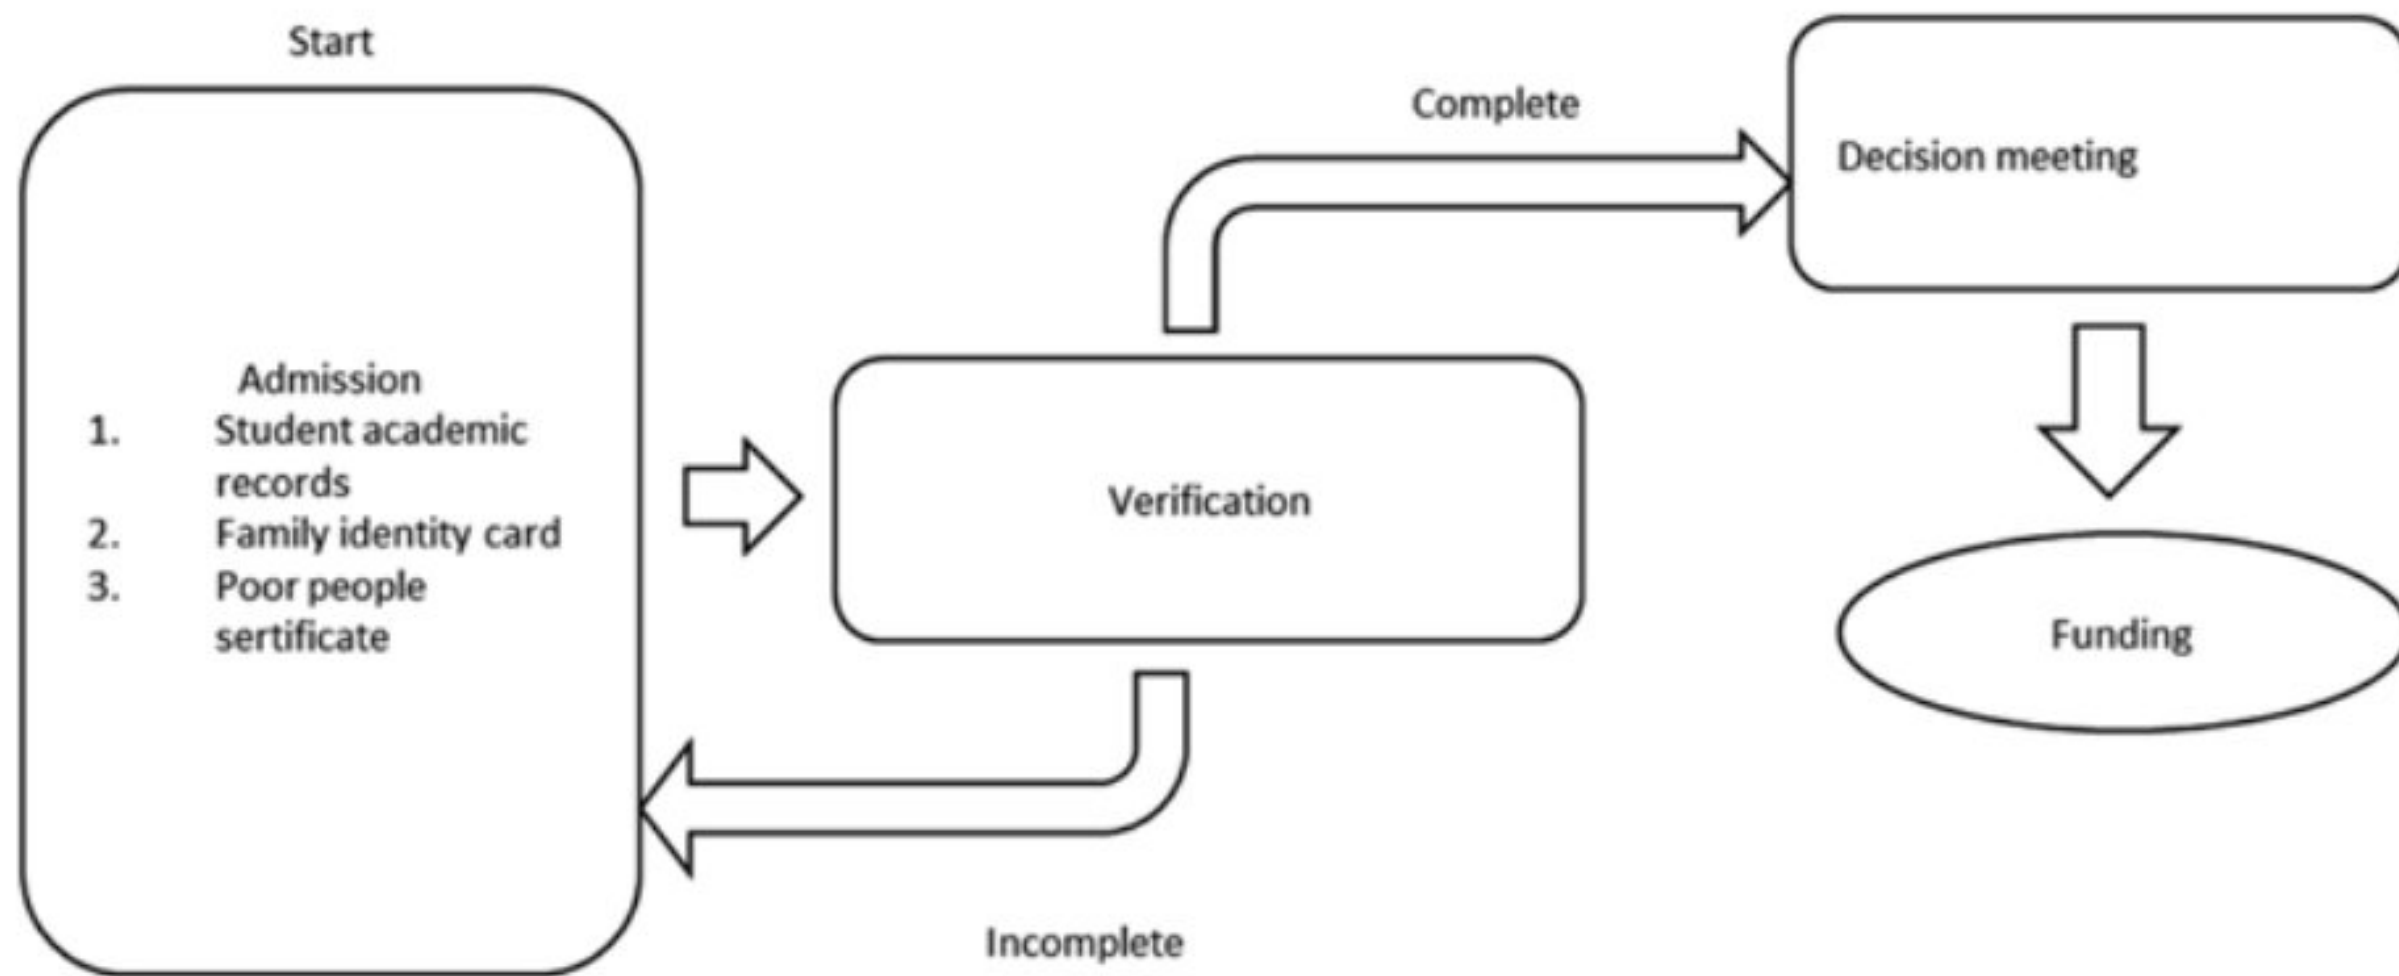 Start
Admission
1. Student academic
records
2. Family identity card
3. Poor people
sertificate
Verification
Complete
Incomplete
Decision meeting
Funding